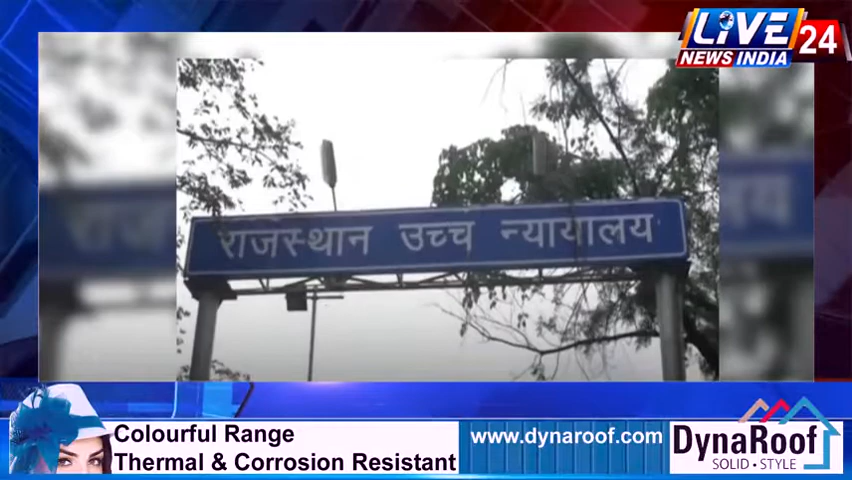 LIVE 24
NEWS INDIA
राजस्थान उच्च न्यायालय
Colourful Range
Thermal & Corrosion Resistant
www.dynaroof.com
DynaRoof
SOLID • STYLE